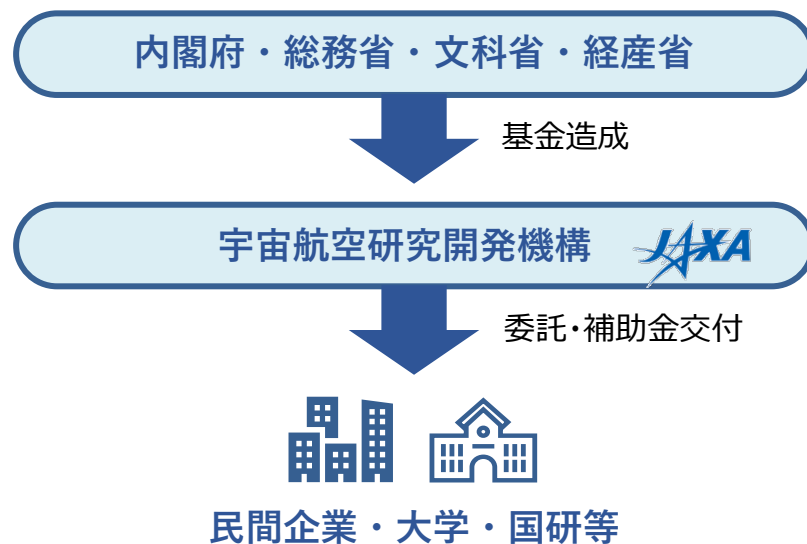 内閣府・総務省・文科省・経産省
基金造成
宇宙航空研究開発機構 JAXA
委託・補助金交付
民間企業・大学・国研等